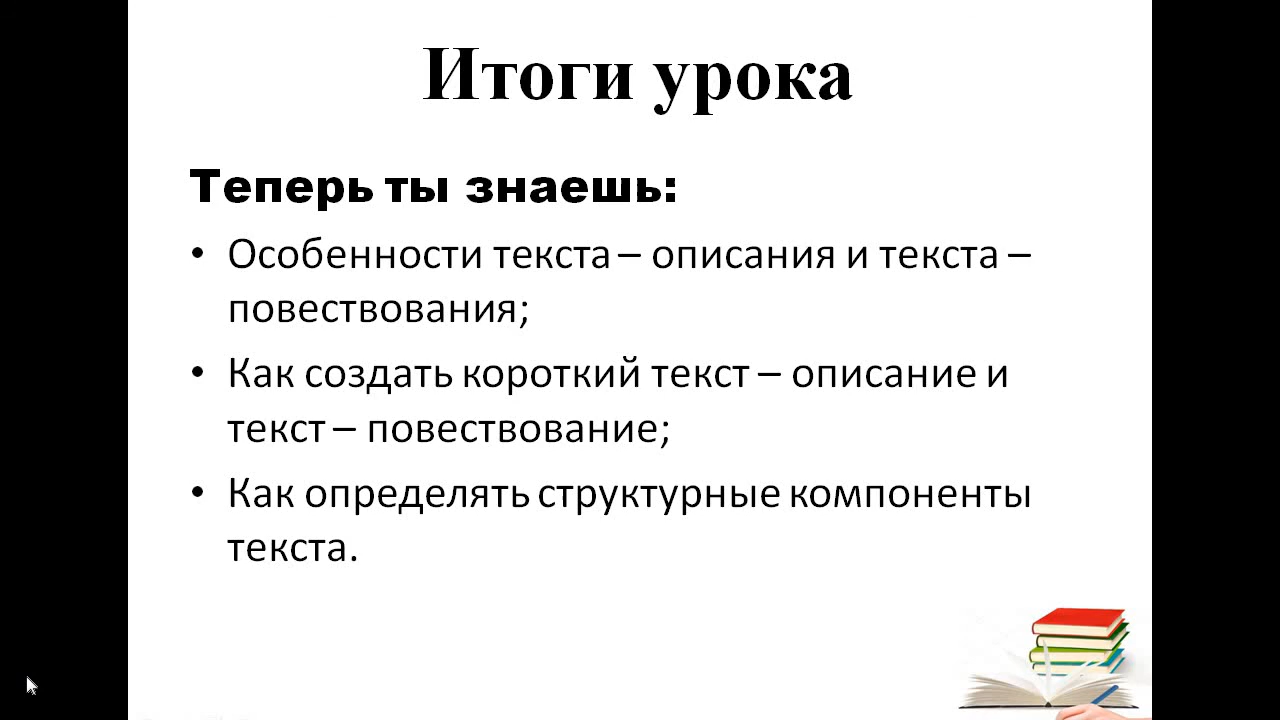 Итоги урока
Теперь ты знаешь:
• Особенности текста – описания и текста –
повествования;
• Как создать короткий текст – описание и
текст – повествование;
• Как определять структурные компоненты
текста.